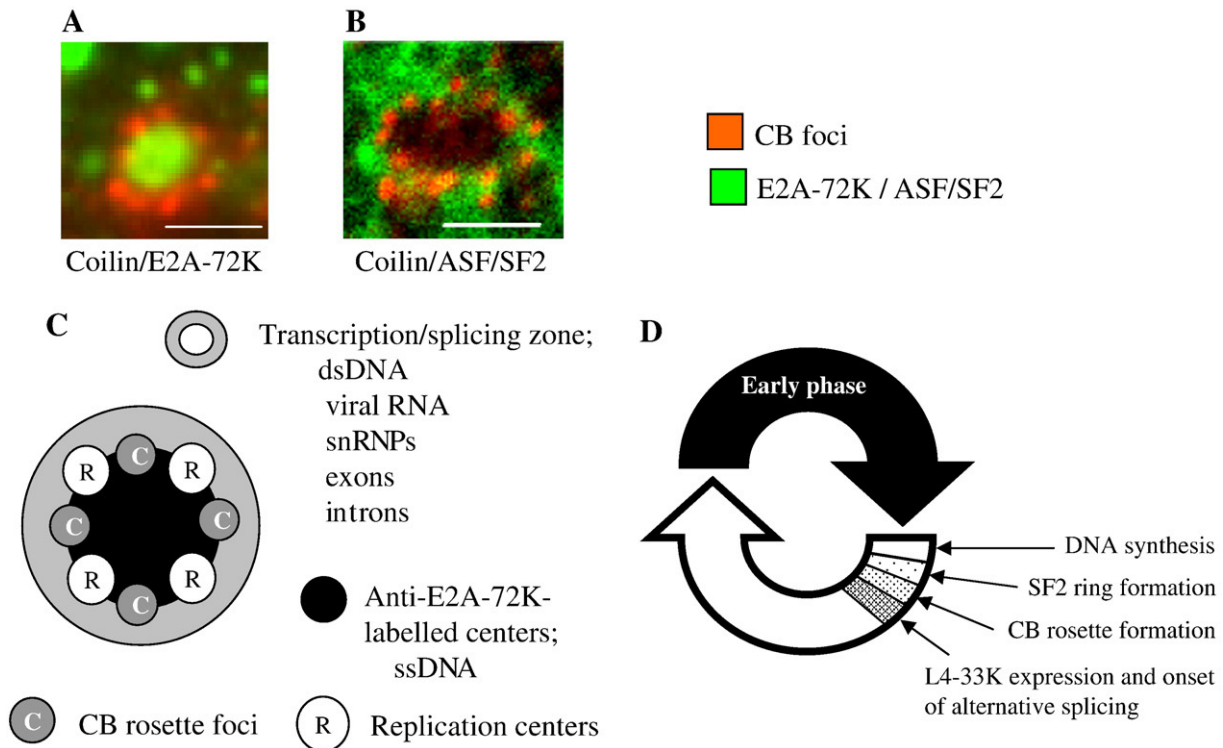 A
B
CB foci
E2A-72K / ASF/SF2
Coilin/E2A-72K
Coilin/ASF/SF2
C
Transcription/splicing zone;
dsDNA
viral RNA
snRNPs
exons
introns
C
R
R
C
C
R
R
C
Anti-E2A-72K-
labelled centers;
ssDNA
C CB rosette foci
R Replication centers
D
Early phase
DNA synthesis
SF2 ring formation
CB rosette formation
L4-33K expression and onset
of alternative splicing